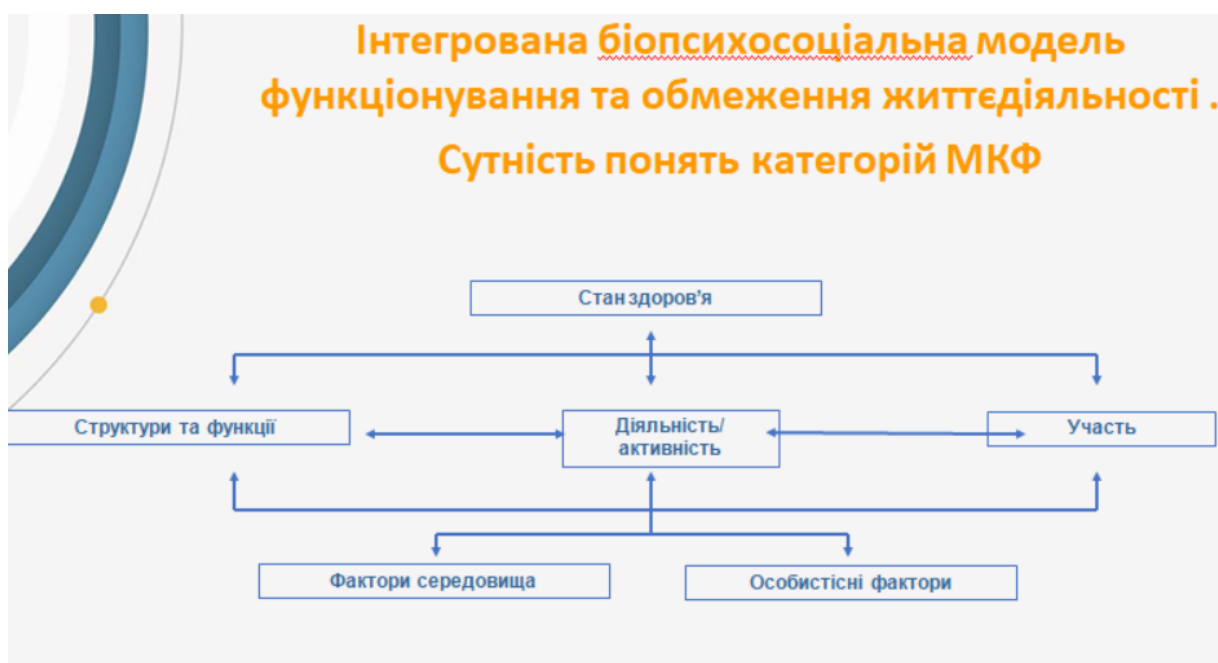 Інтегрована біопсихосоціальна модель
функціонування та обмеження життєдіяльності .
Сутність понять категорій МКФ
Стан здоров'я
Структури та функції
Діяльність/
активність
Участь
Фактори середовища
Особистісні фактори